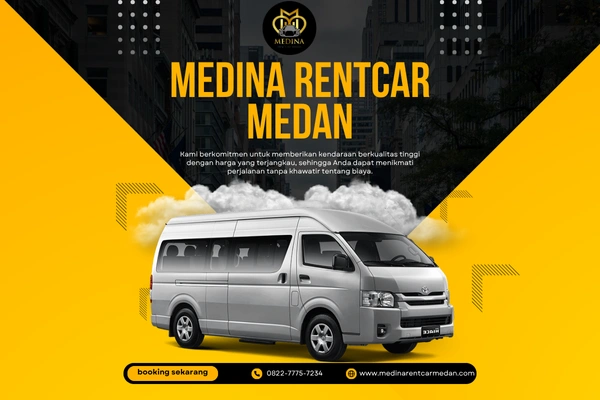 MEDINA
MEDINA RENTCAR
MEDAN
Kami berkomitmen untuk memberikan kendaraan berkualitas tinggi
dengan harga yang terjangkau, sehingga Anda dapat menikmati
perjalanan tanpa khawatir tentang biaya.
HIACE
booking sekarang
0822-7775-7234
www.medinarentcarmedan.com